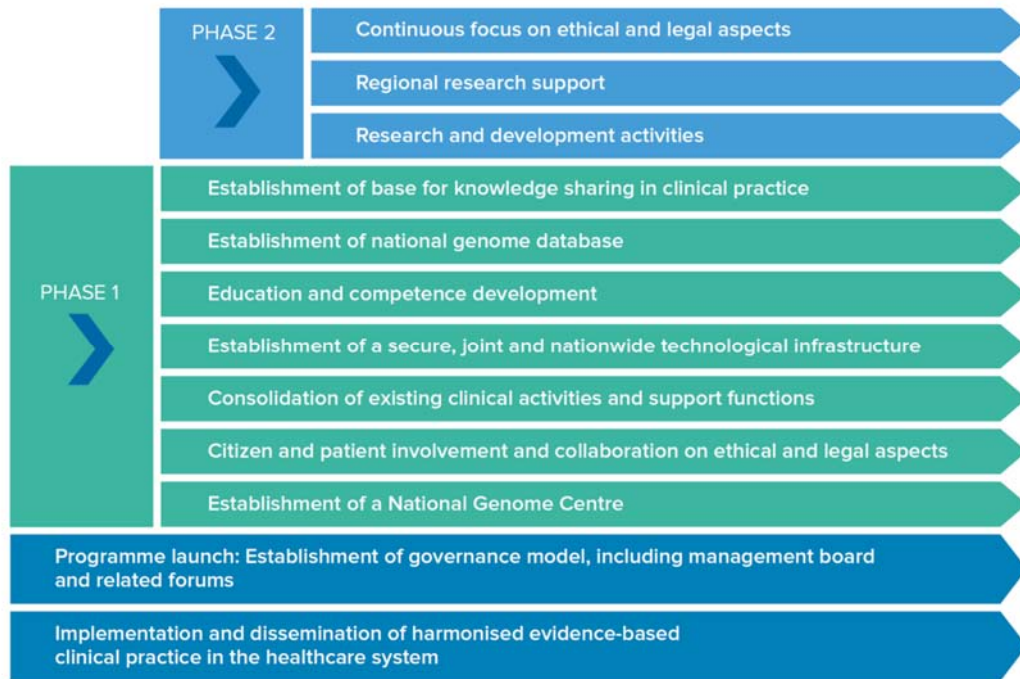 PHASE 2
Continuous focus on ethical and legal aspects
Regional research support
Research and development activities
PHASE 1
Establishment of base for knowledge sharing in clinical practice
Establishment of national genome database
Education and competence development
Establishment of a secure, joint and nationwide technological infrastructure
Consolidation of existing clinical activities and support functions
Citizen and patient involvement and collaboration on ethical and legal aspects
Establishment of a National Genome Centre
Programme launch: Establishment of governance model, including management board
and related forums
Implementation and dissemination of harmonised evidence-based
clinical practice in the healthcare system